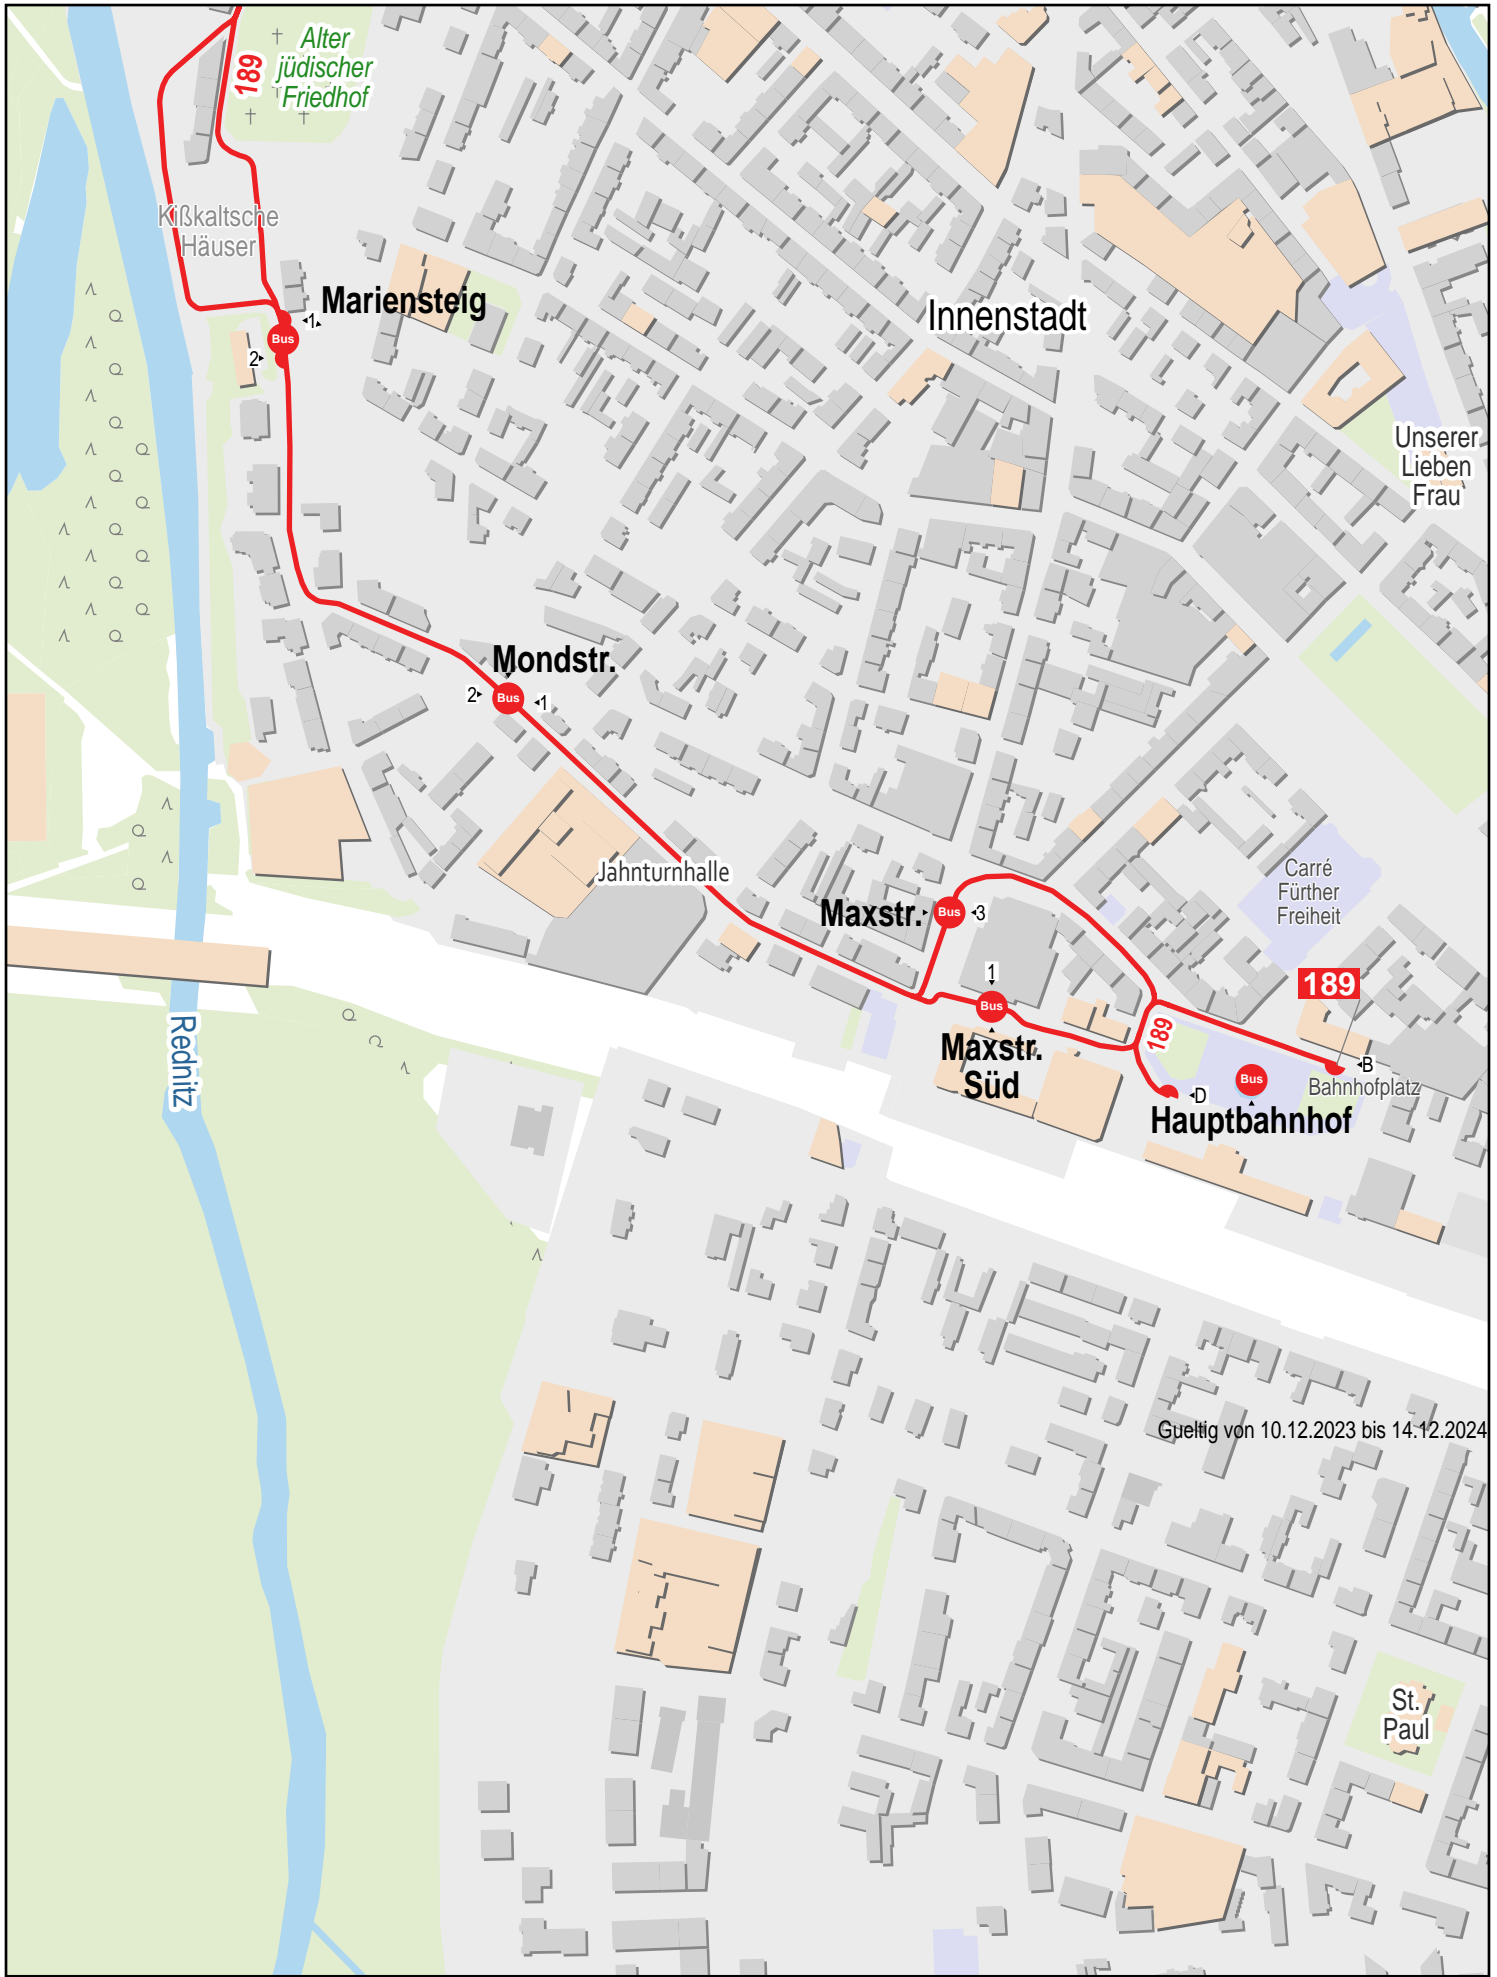 Alter
jüdischer
Friedhof
189
Kißkaltsche
Häuser
Mariensteig
1
Bus
2
Innenstadt
Unserer
Lieben
Frau
Mondstr.
2
Bus
1
Jahnturnhalle
Carré
Fürther
Freiheit
Maxstr.
Bus
3
1
Bus
189
Maxstr.
Süd
189
B
Bahnhofplatz
Bus
D
Hauptbahnhof
Rednitz
Gueltig von 10.12.2023 bis 14.12.2024
St.
Paul